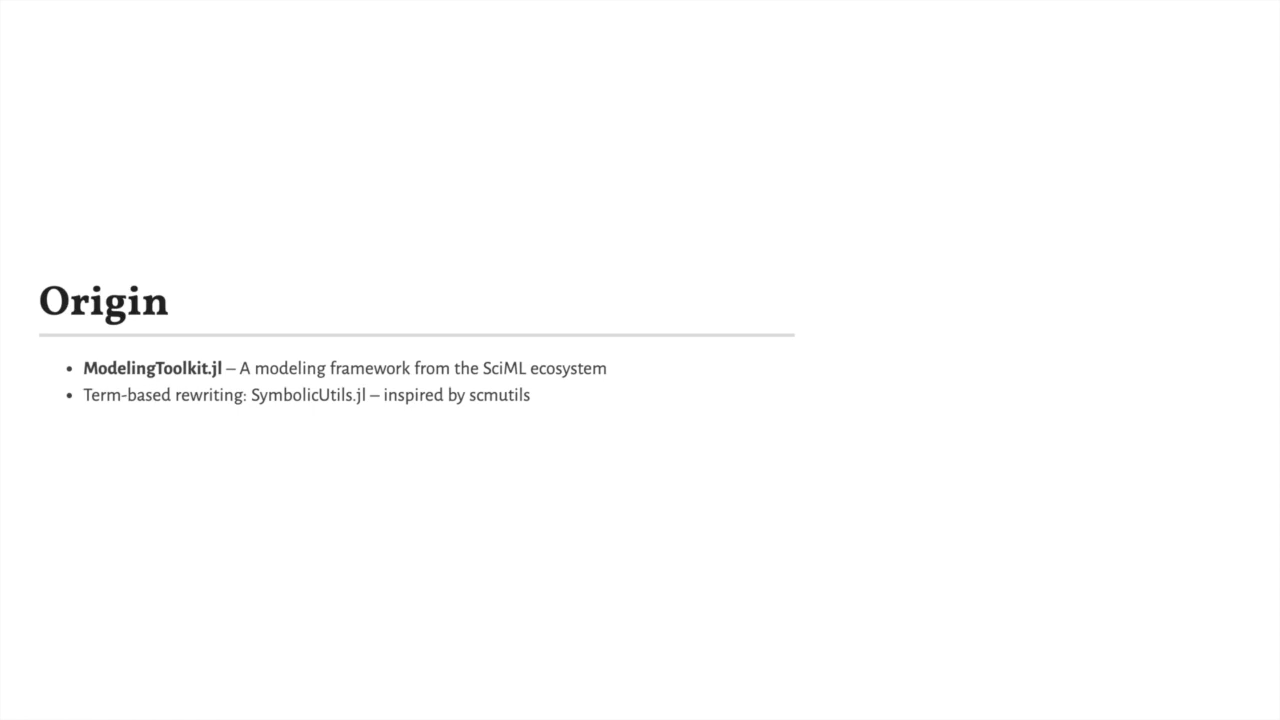 Origin
• ModelingToolkit.jl – A modeling framework from the SciML ecosystem
• Term-based rewriting: SymbolicUtils.jl – inspired by scmutils